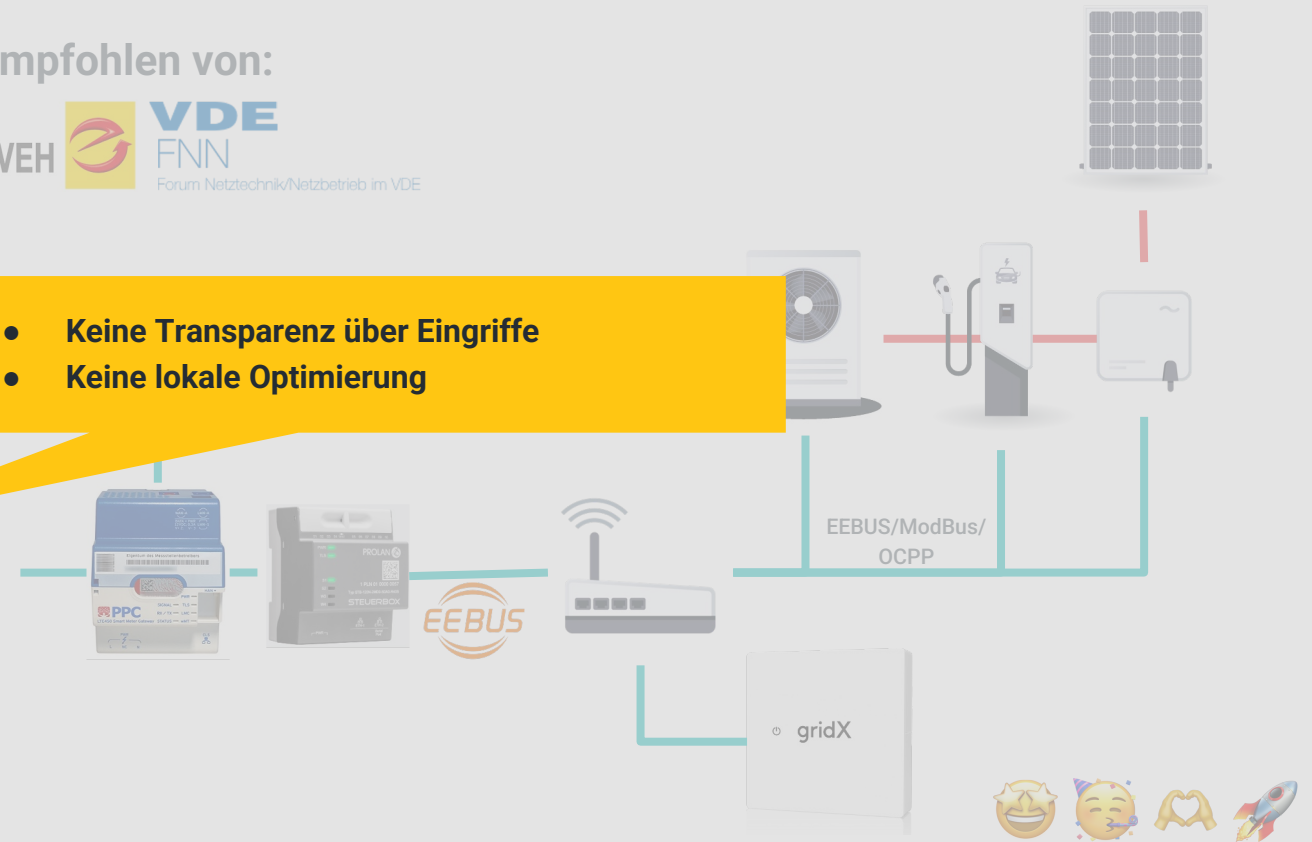 mpfohlen von:
VEH
VDE
FNN
Forum Netztechnik/Netzbetrieb im VDE
● Keine Transparenz über Eingriffe
● Keine lokale Optimierung
EEBUS/ModBus/
OCPP
PPC
PROLAN
STEUERBOX
EEBUS
gridX